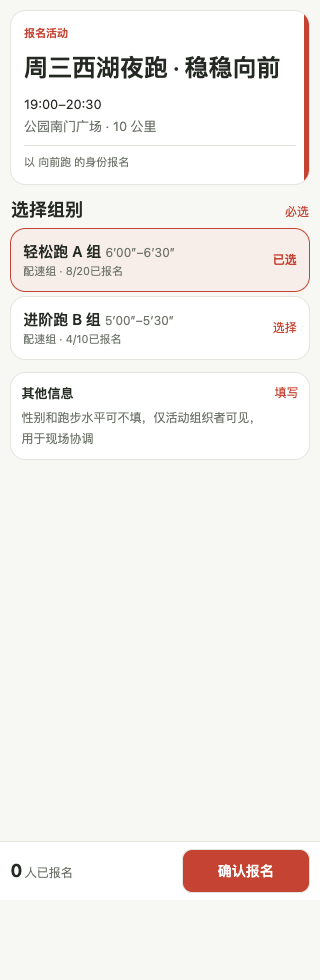 报名活动
周三西湖夜跑 · 稳稳向前
19:00–20:30
公园南门广场 · 10 公里
以 向前跑 的身份报名
选择组别 必选
轻松跑 A 组 6’00”–6’30”
配速组 · 8/20已报名
已选
进阶跑 B 组 5’00”–5’30”
配速组 · 4/10已报名
选择
其他信息 填写
性别和跑步水平可不填，仅活动组织者可见，
用于现场协调
0 人已报名
确认报名